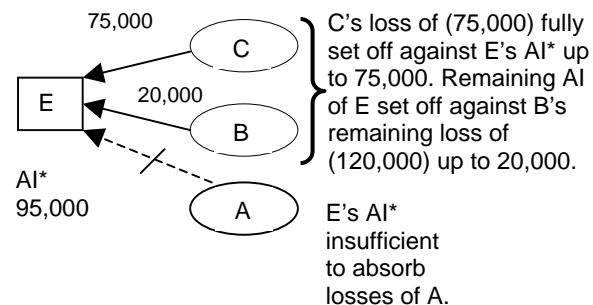 75,000
C
20,000
E
B
AI*
95,000
A
C's loss of (75,000) fully
set off against E's AI* up
to 75,000. Remaining AI
of E set off against B's
remaining loss of
(120,000) up to 20,000.
E's AI*
insufficient
to absorb
losses of A.